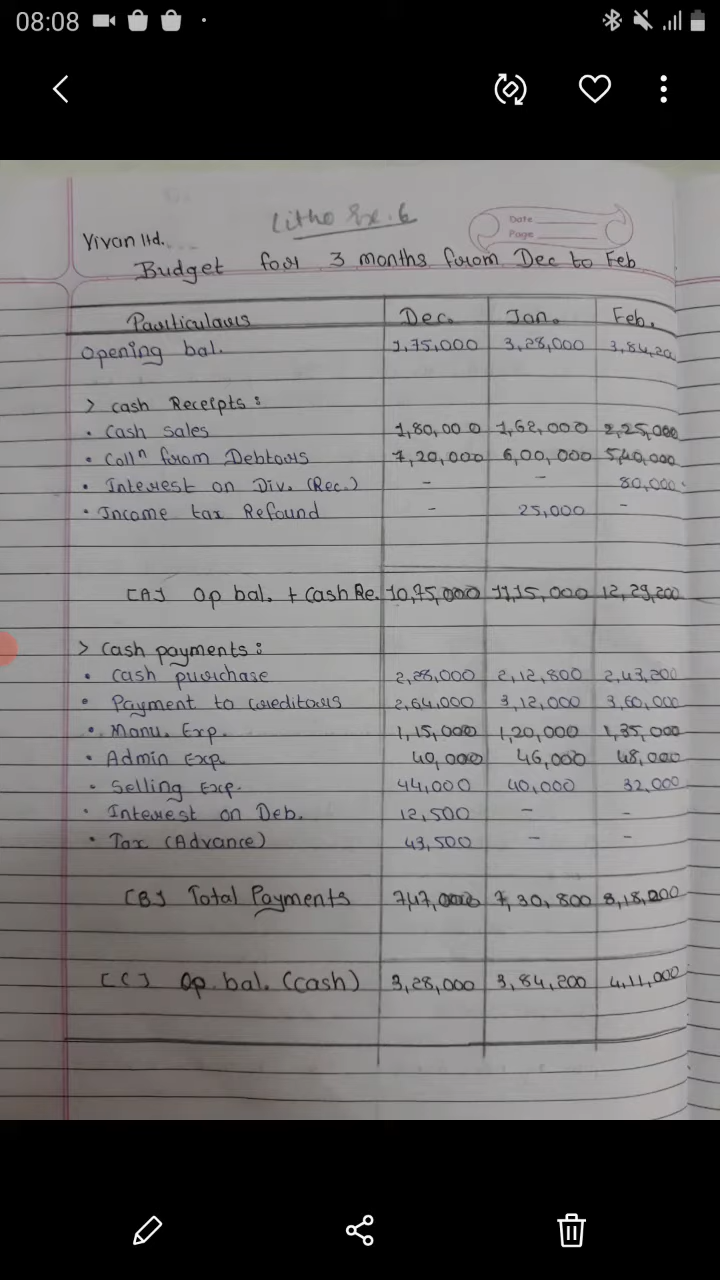 08:08
Litho Ex. 6
Date
Page
Vivan ltd.
Budget for 3 months from Dec to Feb
Particulars Dec. Jan. Feb.
Opening bal. 1,75,000 3,28,000 3,84,20
> Cash Receipts :
• Cash sales 1,80,000 1,62,000 2,25,000
• Collⁿ from Debtors 7,20,000 6,00,000 5,40,000
• Interest on Div. (Rec.) - - 80,000
• Income tax Refund - 25,000 -
[A] Op bal. + Cash Re. 10,75,000 11,15,000 12,29,200
> Cash payments :
• Cash purchase 2,28,000 2,12,800 2,43,200
• Payment to creditors 2,64,000 3,12,000 3,60,000
• Manu. Exp. 1,15,000 1,20,000 1,35,000
• Admin Exp. 40,000 46,000 48,000
• Selling Exp. 44,000 40,000 32,000
• Interest on Deb. 12,500 - -
• Tax (Advance) 43,500 - -
[B] Total Payments 7,47,000 7,30,800 8,18,200
[C] Op. bal. (cash) 3,28,000 3,84,200 4,11,000